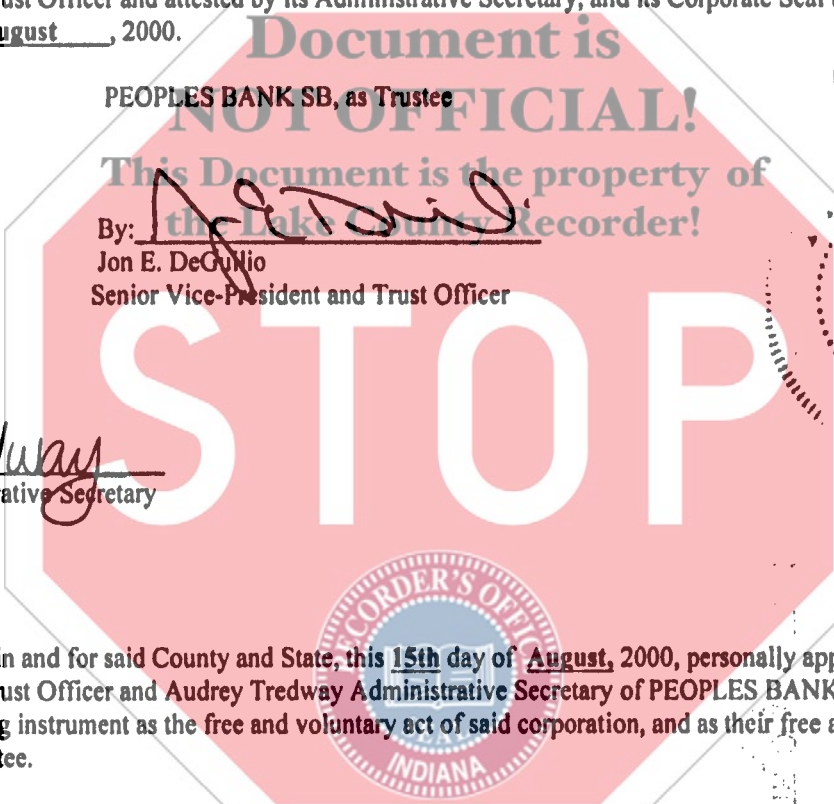 ust Officer and attested by its Administrative Secretary, and its Corporate Seal
ugust , 2000.
Document is
NOT OFFICIAL!
This Document is the property of
the Lake County Recorder!
PEOPLES BANK SB, as Trustee
By:
Jon E. DeGuilio
Senior Vice-President and Trust Officer
STOP
dway
ative Secretary
RECORDER'S OFFICE
in and for said County and State, this 15th day of August, 2000, personally app
ust Officer and Audrey Tredway Administrative Secretary of PEOPLES BANK
g instrument as the free and voluntary act of said corporation, and as their free a
tee.
SEAL
INDIANA